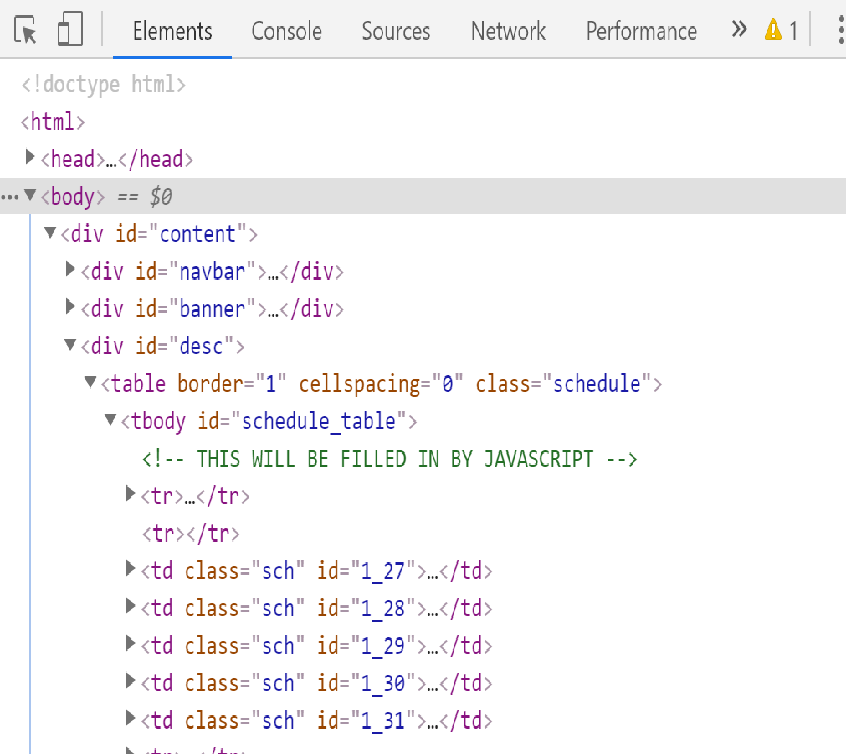 Elements Console Sources Network Performance » 1
<!doctype html>
<html>
<head>…</head>
<body> == $0
<div id="content">
<div id="navbar">…</div>
<div id="banner">…</div>
<div id="desc">
<table border="1" cellspacing="0" class="schedule">
<tbody id="schedule_table">
<!-- THIS WILL BE FILLED IN BY JAVASCRIPT -->
<tr>…</tr>
<tr></tr>
<td class="sch" id="1_27">…</td>
<td class="sch" id="1_28">…</td>
<td class="sch" id="1_29">…</td>
<td class="sch" id="1_30">…</td>
<td class="sch" id="1_31">…</td>